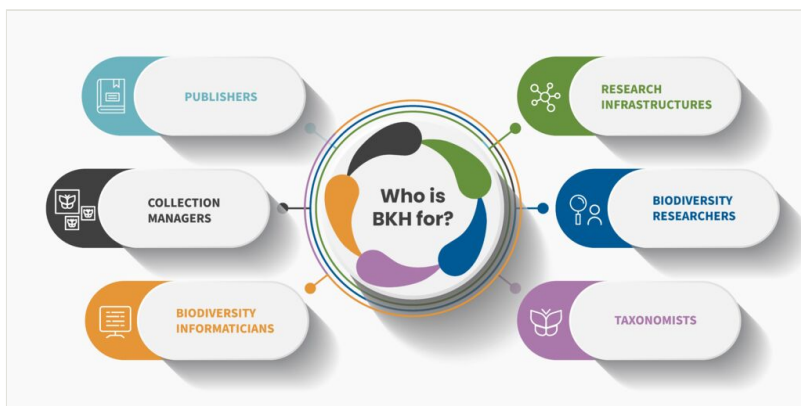 PUBLISHERS
RESEARCH
INFRASTRUCTURES
COLLECTION
MANAGERS
Who is
BKH for?
BIODIVERSITY
RESEARCHERS
BIODIVERSITY
INFORMATICIANS
TAXONOMISTS